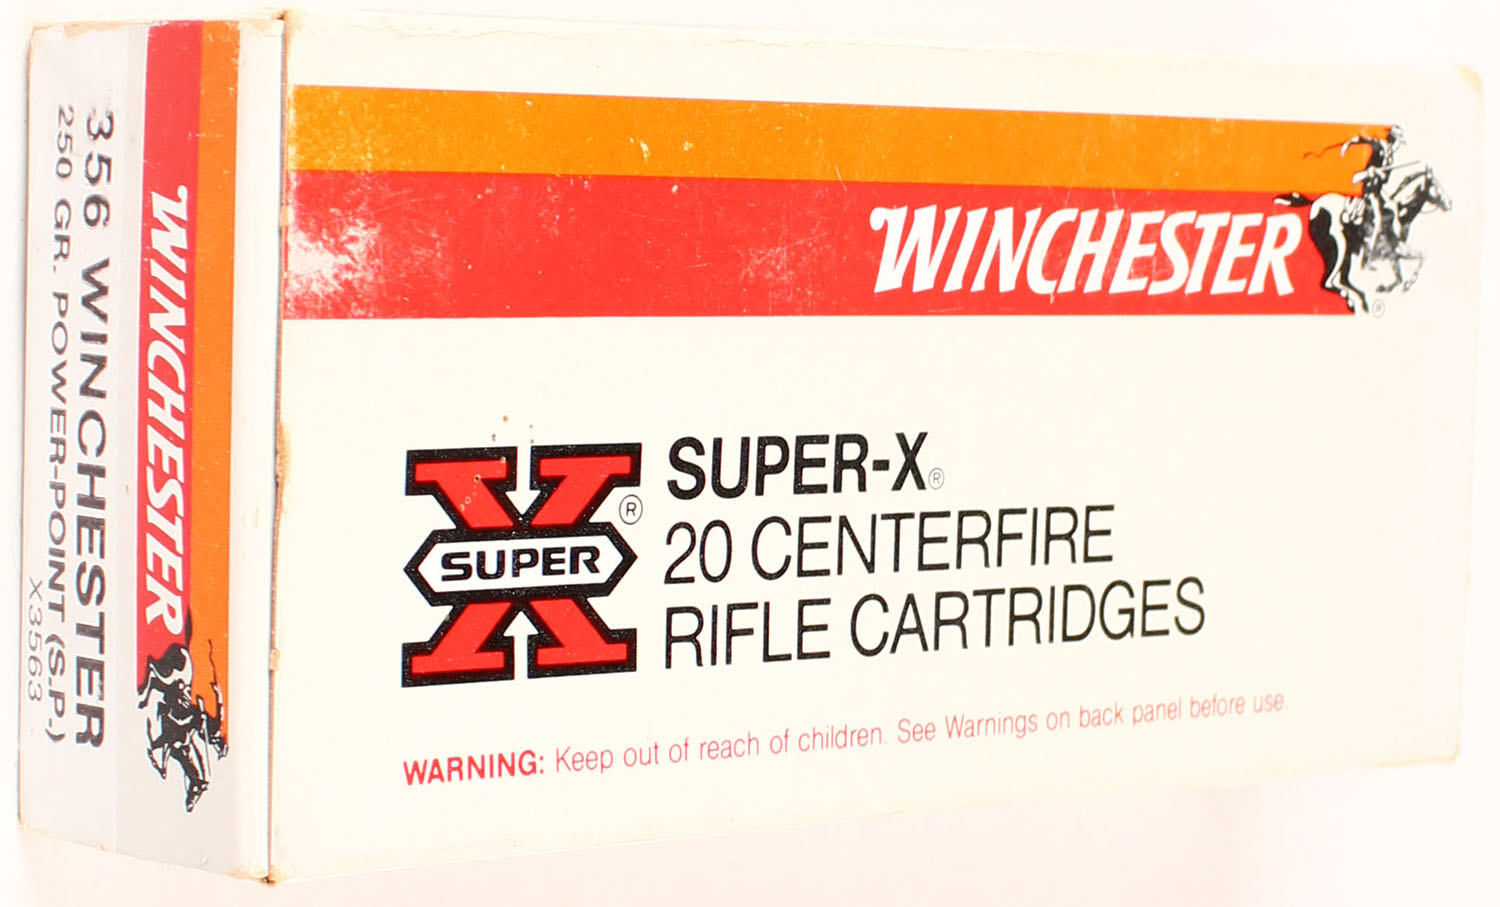 WINCHESTER
®
SUPER
®
SUPER-X®
20 CENTERFIRE
RIFLE CARTRIDGES
WARNING: Keep out of reach of children. See Warnings on back panel before use.
WINCHESTER
356 WINCHESTER
250 GR. POWER-POINT (S.P.)
X3563